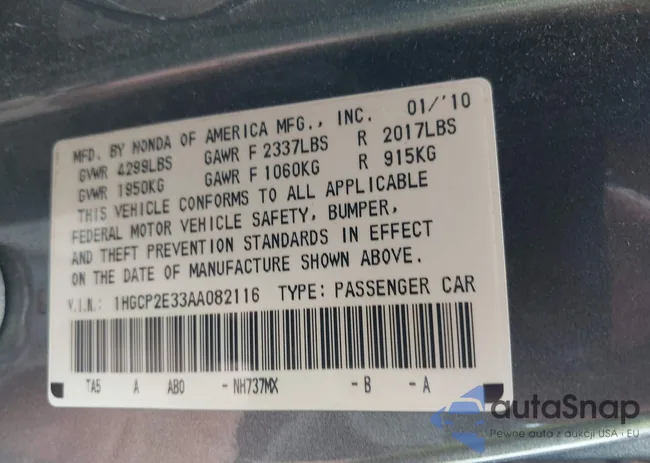 MFD. BY HONDA OF AMERICA MFG., INC. 01/'10
GVWR 4299LBS GAWR F 2337LBS R 2017LBS
GVWR 1950KG GAWR F 1060KG R 915KG
THIS VEHICLE CONFORMS TO ALL APPLICABLE
FEDERAL MOTOR VEHICLE SAFETY, BUMPER,
AND THEFT PREVENTION STANDARDS IN EFFECT
ON THE DATE OF MANUFACTURE SHOWN ABOVE.
V.I.N.: 1HGCP2E33AA082116 TYPE: PASSENGER CAR
TA5 A AB0 - NH737MX - B - A
autaSnap
Pewne auta z aukcji USA i EU